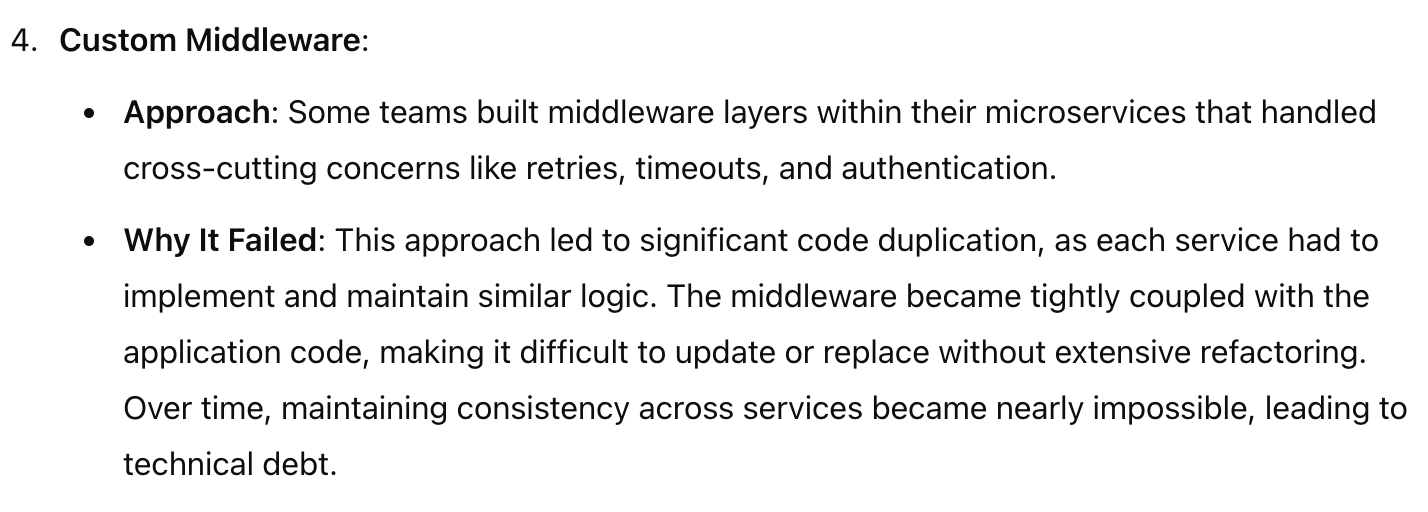 4. Custom Middleware:
• Approach: Some teams built middleware layers within their microservices that handled
cross-cutting concerns like retries, timeouts, and authentication.
• Why It Failed: This approach led to significant code duplication, as each service had to
implement and maintain similar logic. The middleware became tightly coupled with the
application code, making it difficult to update or replace without extensive refactoring.
Over time, maintaining consistency across services became nearly impossible, leading to
technical debt.